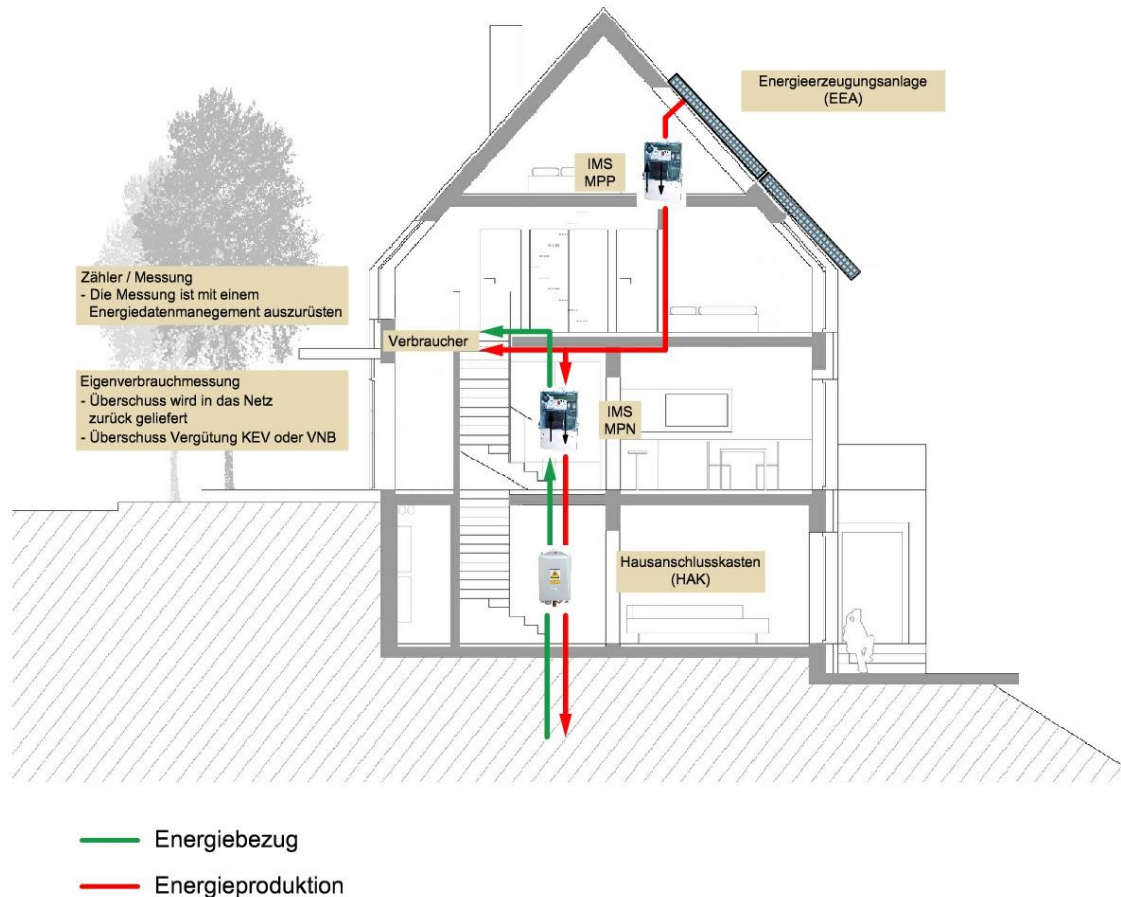 Energieerzeugungsanlage
(EEA)
IMS
MPP
Zähler / Messung
- Die Messung ist mit einem
Energiedatenmanegement auszurüsten
Verbraucher
Eigenverbrauchmessung
- Überschuss wird in das Netz
zurück geliefert
- Überschuss Vergütung KEV oder VNB
IMS
MPN
Hausanschlusskasten
(HAK)
Energiebezug
Energieproduktion